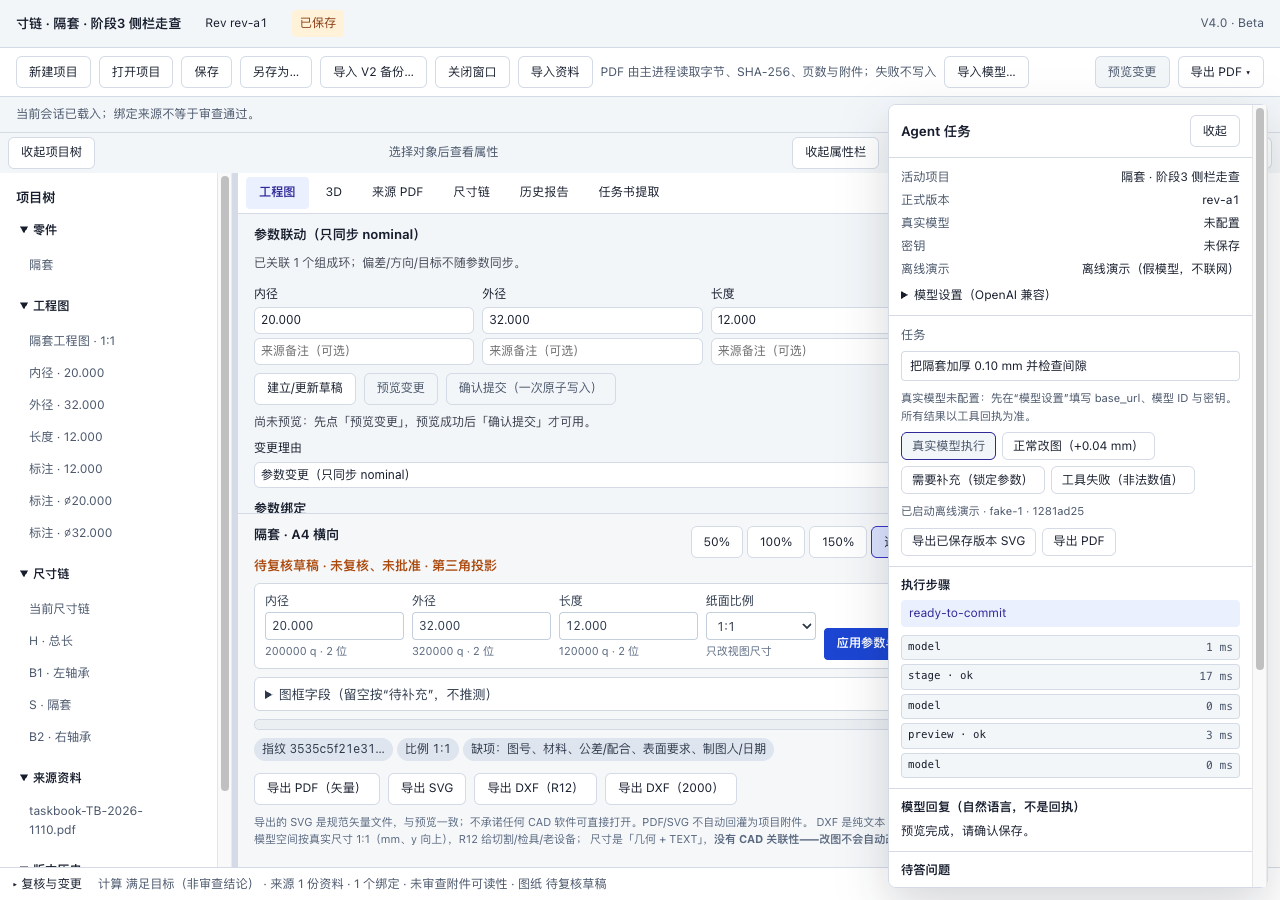 寸链 · 隔套 · 阶段3 侧栏走查 Rev rev-a1 已保存 V4.0 · Beta
新建项目 打开项目 保存 另存为… 导入 V2 备份… 关闭窗口 导入资料 PDF 由主进程读取字节、SHA-256、页数与附件；失败不写入 导入模型… 预览变更 导出 PDF ▾
当前会话已载入；绑定来源不等于审查通过。
收起项目树 选择对象后查看属性 收起属性栏
项目树
▼ 零件
隔套
▼ 工程图
隔套工程图 · 1:1
内径 · 20.000
外径 · 32.000
长度 · 12.000
标注 · 12.000
标注 · ⌀20.000
标注 · ⌀32.000
▼ 尺寸链
当前尺寸链
H · 总长
B1 · 左轴承
S · 隔套
B2 · 右轴承
▼ 来源资料
taskbook-TB-2026-
1110.pdf
工程图 3D 来源 PDF 尺寸链 历史报告 任务书提取
参数联动（只同步 nominal）
已关联 1 个组成环；偏差/方向/目标不随参数同步。
内径 外径 长度
20.000 32.000 12.000
来源备注（可选） 来源备注（可选） 来源备注（可选）
建立/更新草稿 预览变更 确认提交（一次原子写入）
尚未预览：先点「预览变更」，预览成功后「确认提交」才可用。
变更理由
参数变更（只同步 nominal）
参数绑定
隔套 · A4 横向 50% 100% 150%
待复核草稿 · 未复核、未批准 · 第三角投影
内径 外径 长度 纸面比例
20.000 32.000 12.000 1:1 应用参数
200000 q · 2 位 320000 q · 2 位 120000 q · 2 位 只改视图尺寸
▶ 图框字段（留空按“待补充”，不推测）
指纹 3535c5f21e31… 比例 1:1 缺项：图号、材料、公差/配合、表面要求、制图人/日期
导出 PDF（矢量） 导出 SVG 导出 DXF（R12） 导出 DXF（2000）
导出的 SVG 是规范矢量文件，与预览一致；不承诺任何 CAD 软件可直接打开。PDF/SVG 不自动回灌为项目附件。 DXF 是纯文本
模型空间按真实尺寸 1:1（mm、y 向上），R12 给切割/检具/老设备； 尺寸是「几何 + TEXT」，没有 CAD 关联性——改图不会自动
Agent 任务 收起
活动项目 隔套 · 阶段3 侧栏走查
正式版本 rev-a1
真实模型 未配置
密钥 未保存
离线演示 离线演示（假模型，不联网）
▶ 模型设置（OpenAI 兼容）
任务
把隔套加厚 0.10 mm 并检查间隙
真实模型未配置：先在“模型设置”填写 base_url、模型 ID 与密钥。
所有结果以工具回执为准。
真实模型执行 正常改图（+0.04 mm）
需要补充（锁定参数） 工具失败（非法数值）
已启动离线演示 · fake-1 · 1281ad25
导出已保存版本 SVG 导出 PDF
执行步骤
ready-to-commit
model 1 ms
stage · ok 17 ms
model 0 ms
preview · ok 3 ms
model 0 ms
模型回复（自然语言，不是回执）
预览完成，请确认保存。
待答问题
▸ 复核与变更 计算 满足目标（非审查结论） · 来源 1 份资料 · 1 个绑定 · 未审查附件可读性 · 图纸 待复核草稿